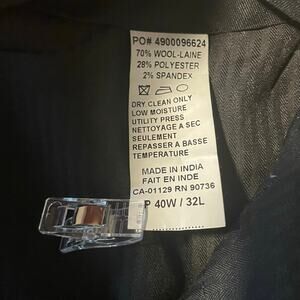 PO# 4900096624
70% WOOL-LAINE
28% POLYESTER
2% SPANDEX
DRY CLEAN ONLY
LOW MOISTURE
UTILITY PRESS
NETTOYAGE A SEC
SEULEMENT
REPASSER A BASSE
TEMPERATURE
MADE IN INDIA
FAIT EN INDE
CA-01129 RN 90736
P 40W / 32L